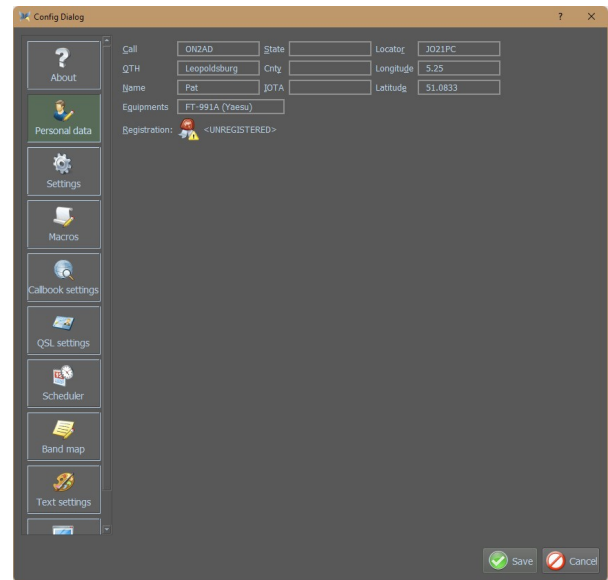 Config Dialog ? X
About
Personal data
Settings
Macros
Callbook settings
QSL settings
Scheduler
Band map
Text settings
Call ON2AD State Locator JO21PC
QTH Leopoldsburg Cnty Longitude 5.25
Name Pat IOTA Latitude 51.0833
Equipments FT-991A (Yaesu)
Registration: <UNREGISTERED>
Save Cancel